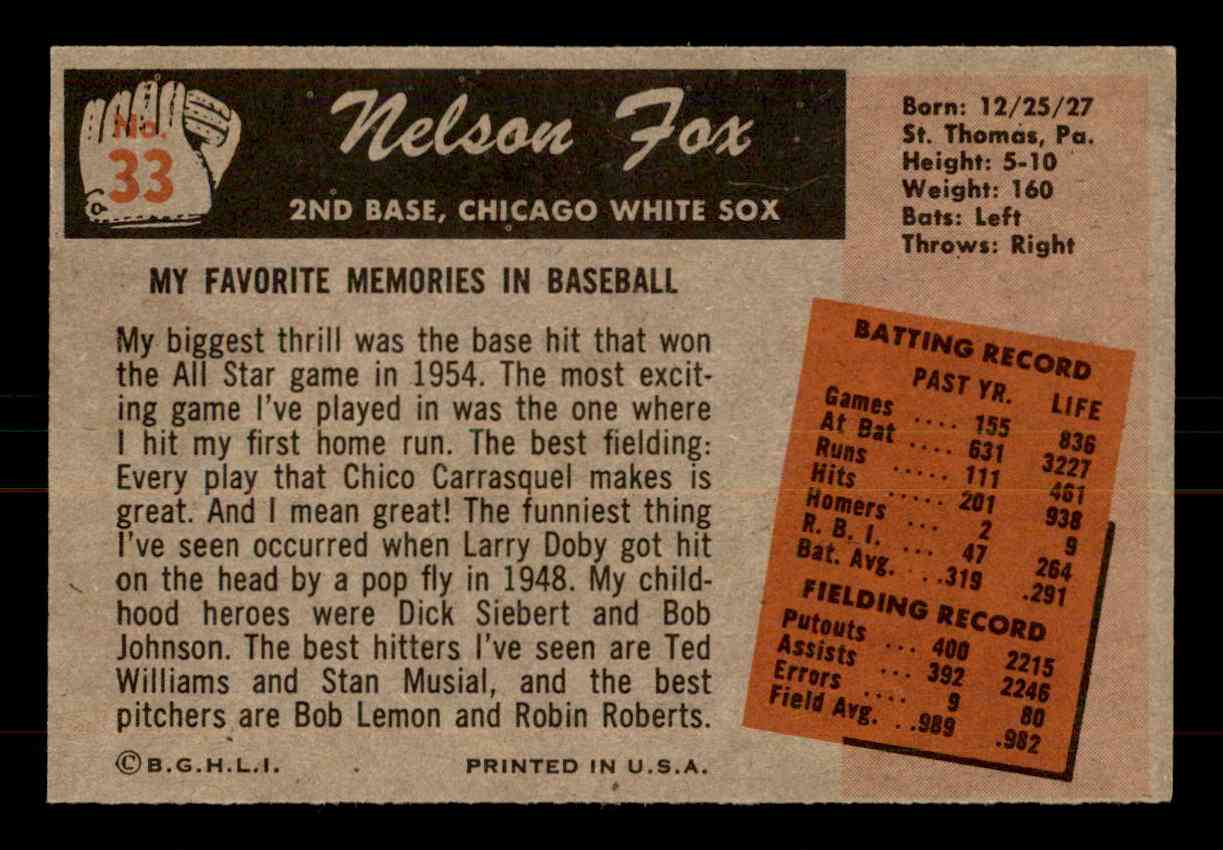 No.
33
Nelson Fox
2ND BASE, CHICAGO WHITE SOX
Born: 12/25/27
St. Thomas, Pa.
Height: 5-10
Weight: 160
Bats: Left
Throws: Right
MY FAVORITE MEMORIES IN BASEBALL
My biggest thrill was the base hit that won
the All Star game in 1954. The most excit-
ing game I've played in was the one where
I hit my first home run. The best fielding:
Every play that Chico Carrasquel makes is
great. And I mean great! The funniest thing
I've seen occurred when Larry Doby got hit
on the head by a pop fly in 1948. My child-
hood heroes were Dick Siebert and Bob
Johnson. The best hitters I've seen are Ted
Williams and Stan Musial, and the best
pitchers are Bob Lemon and Robin Roberts.
BATTING RECORD
PAST YR. LIFE
Games .... 155 836
At Bat .... 631 3227
Runs ..... 111 461
Hits ..... 201 938
Homers ... 2 9
R. B. I. ... 47 264
Bat. Avg. . .319 .291
FIELDING RECORD
Putouts ... 400 2215
Assists ... 392 2246
Errors .... 9 80
Field Avg. . .989 .982
© B.G.H.L.I.
PRINTED IN U.S.A.